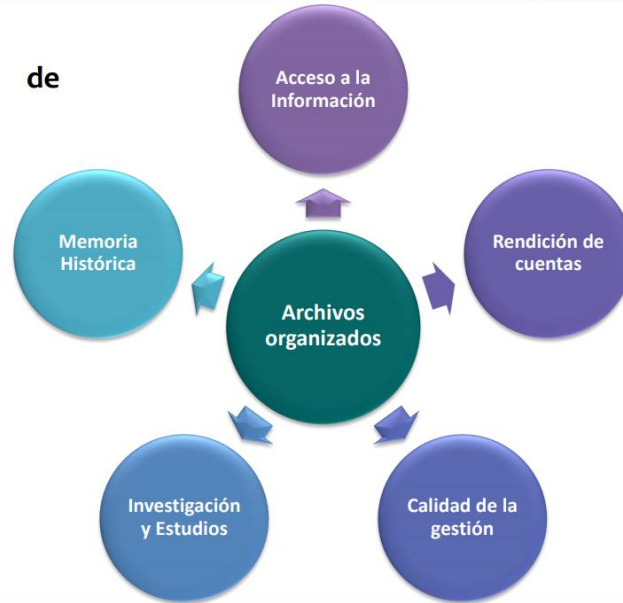 de
Acceso a la
Información
Memoria
Histórica
Rendición de
cuentas
Archivos
organizados
Investigación
y Estudios
Calidad de la
gestión